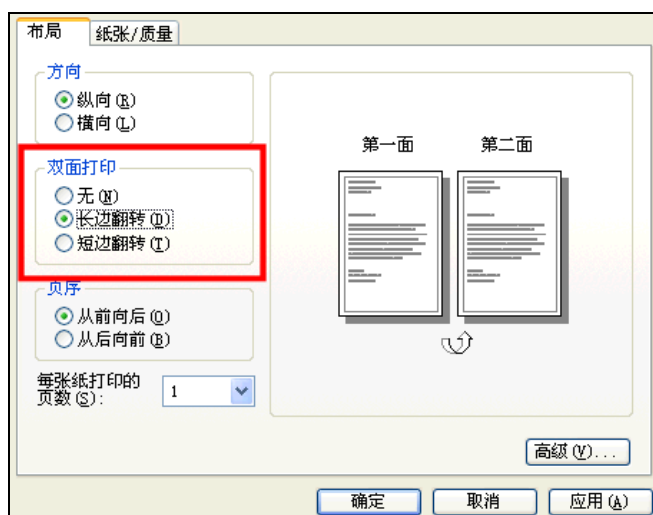 布局
纸张/质量
方向
纵向(R)
横向(L)
双面打印
无(N)
长边翻转(D)
短边翻转(T)
页序
从前向后(O)
从后向前(B)
每张纸打印的
页数(S):
1
第一面
第二面
高级(V)...
确定
取消
应用(A)